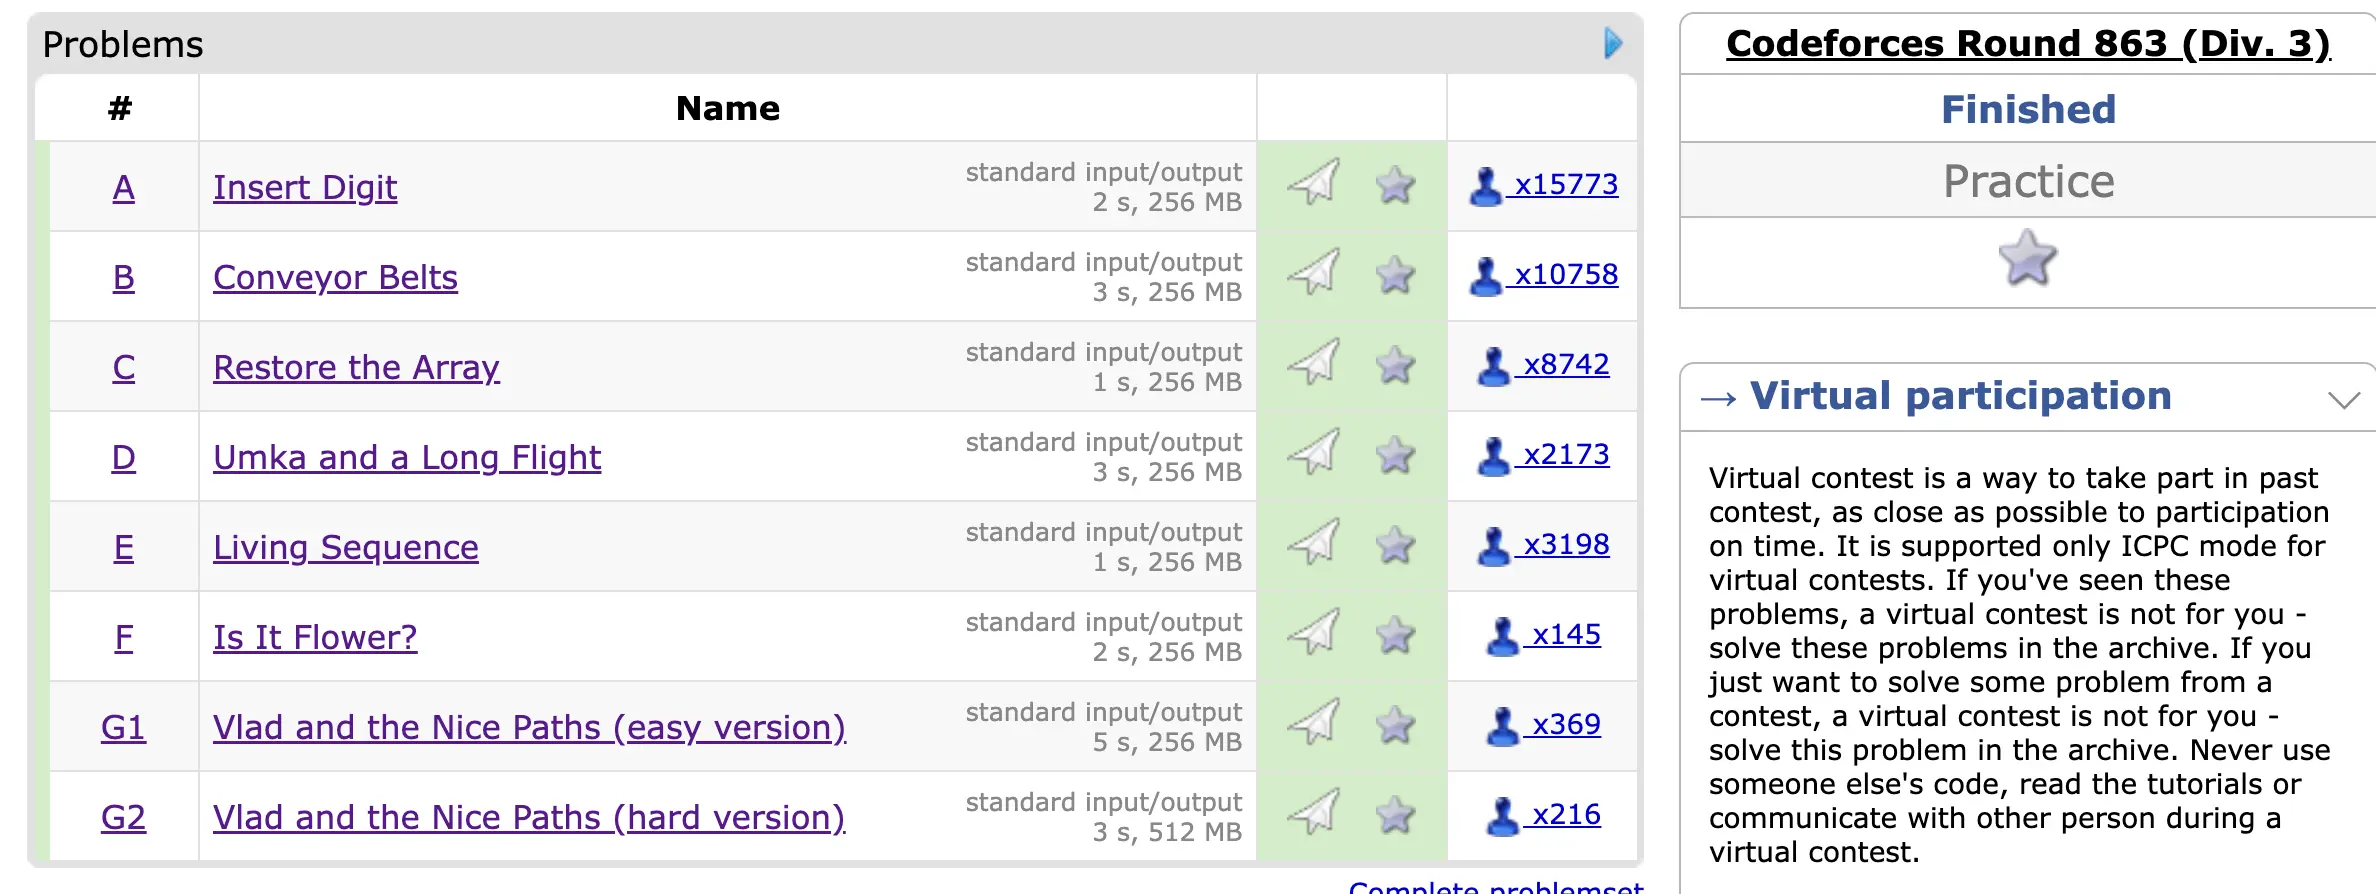 Problems
# Name
A Insert Digit standard input/output x15773
2 s, 256 MB
B Conveyor Belts standard input/output x10758
3 s, 256 MB
C Restore the Array standard input/output x8742
1 s, 256 MB
D Umka and a Long Flight standard input/output x2173
3 s, 256 MB
E Living Sequence standard input/output x3198
1 s, 256 MB
F Is It Flower? standard input/output x145
2 s, 256 MB
G1 Vlad and the Nice Paths (easy version) standard input/output x369
5 s, 256 MB
G2 Vlad and the Nice Paths (hard version) standard input/output x216
3 s, 512 MB
Complete problemset
Codeforces Round 863 (Div. 3)
Finished
Practice
→ Virtual participation
Virtual contest is a way to take part in past
contest, as close as possible to participation
on time. It is supported only ICPC mode for
virtual contests. If you've seen these
problems, a virtual contest is not for you -
solve these problems in the archive. If you
just want to solve some problem from a
contest, a virtual contest is not for you -
solve this problem in the archive. Never use
someone else's code, read the tutorials or
communicate with other person during a
virtual contest.